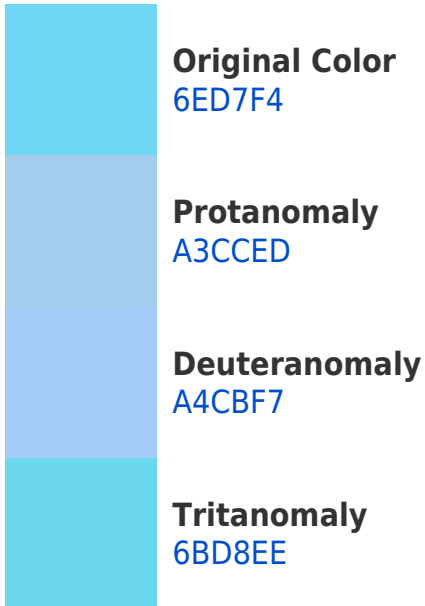 Original Color
6ED7F4
Protanomaly
A3CCED
Deuteranomaly
A4CBF7
Tritanomaly
6BD8EE